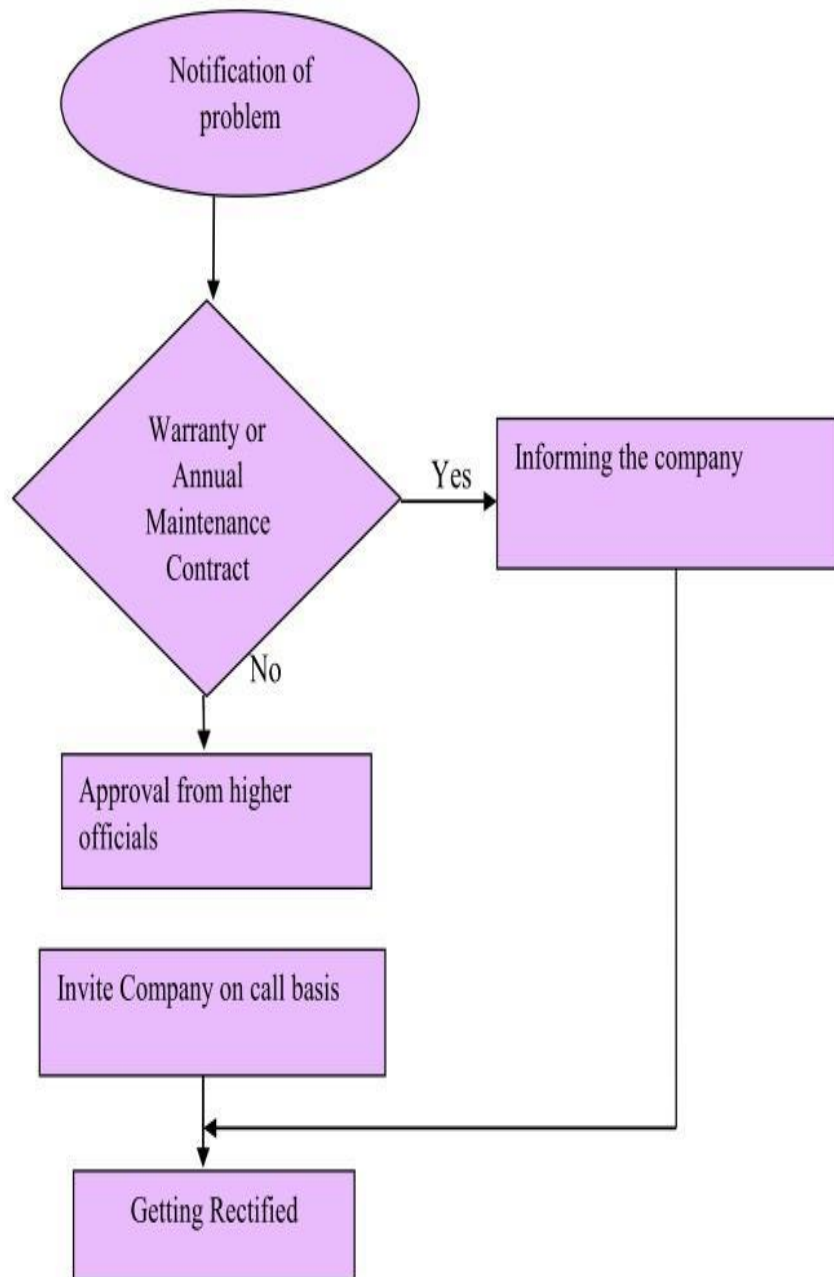 Notification of
problem
Warranty or
Annual
Maintenance
Contract
Yes
Informing the company
No
Approval from higher
officials
Invite Company on call basis
Getting Rectified